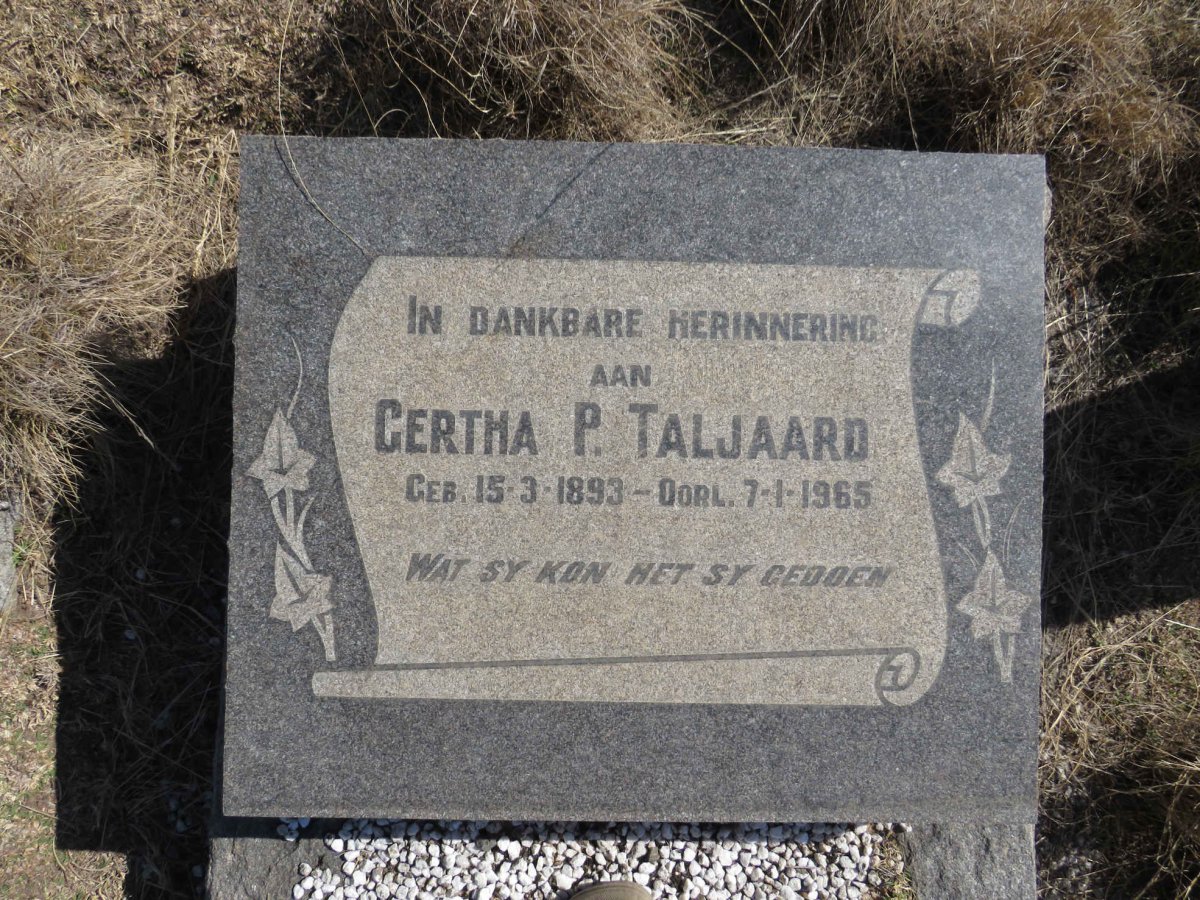 IN DANKBARE HERINNERING
AAN
GERTHA P. TALJAARD
GEB. 15-3-1893 – OORL. 7-1-1965
WAT SY KON HET SY GEDOEN